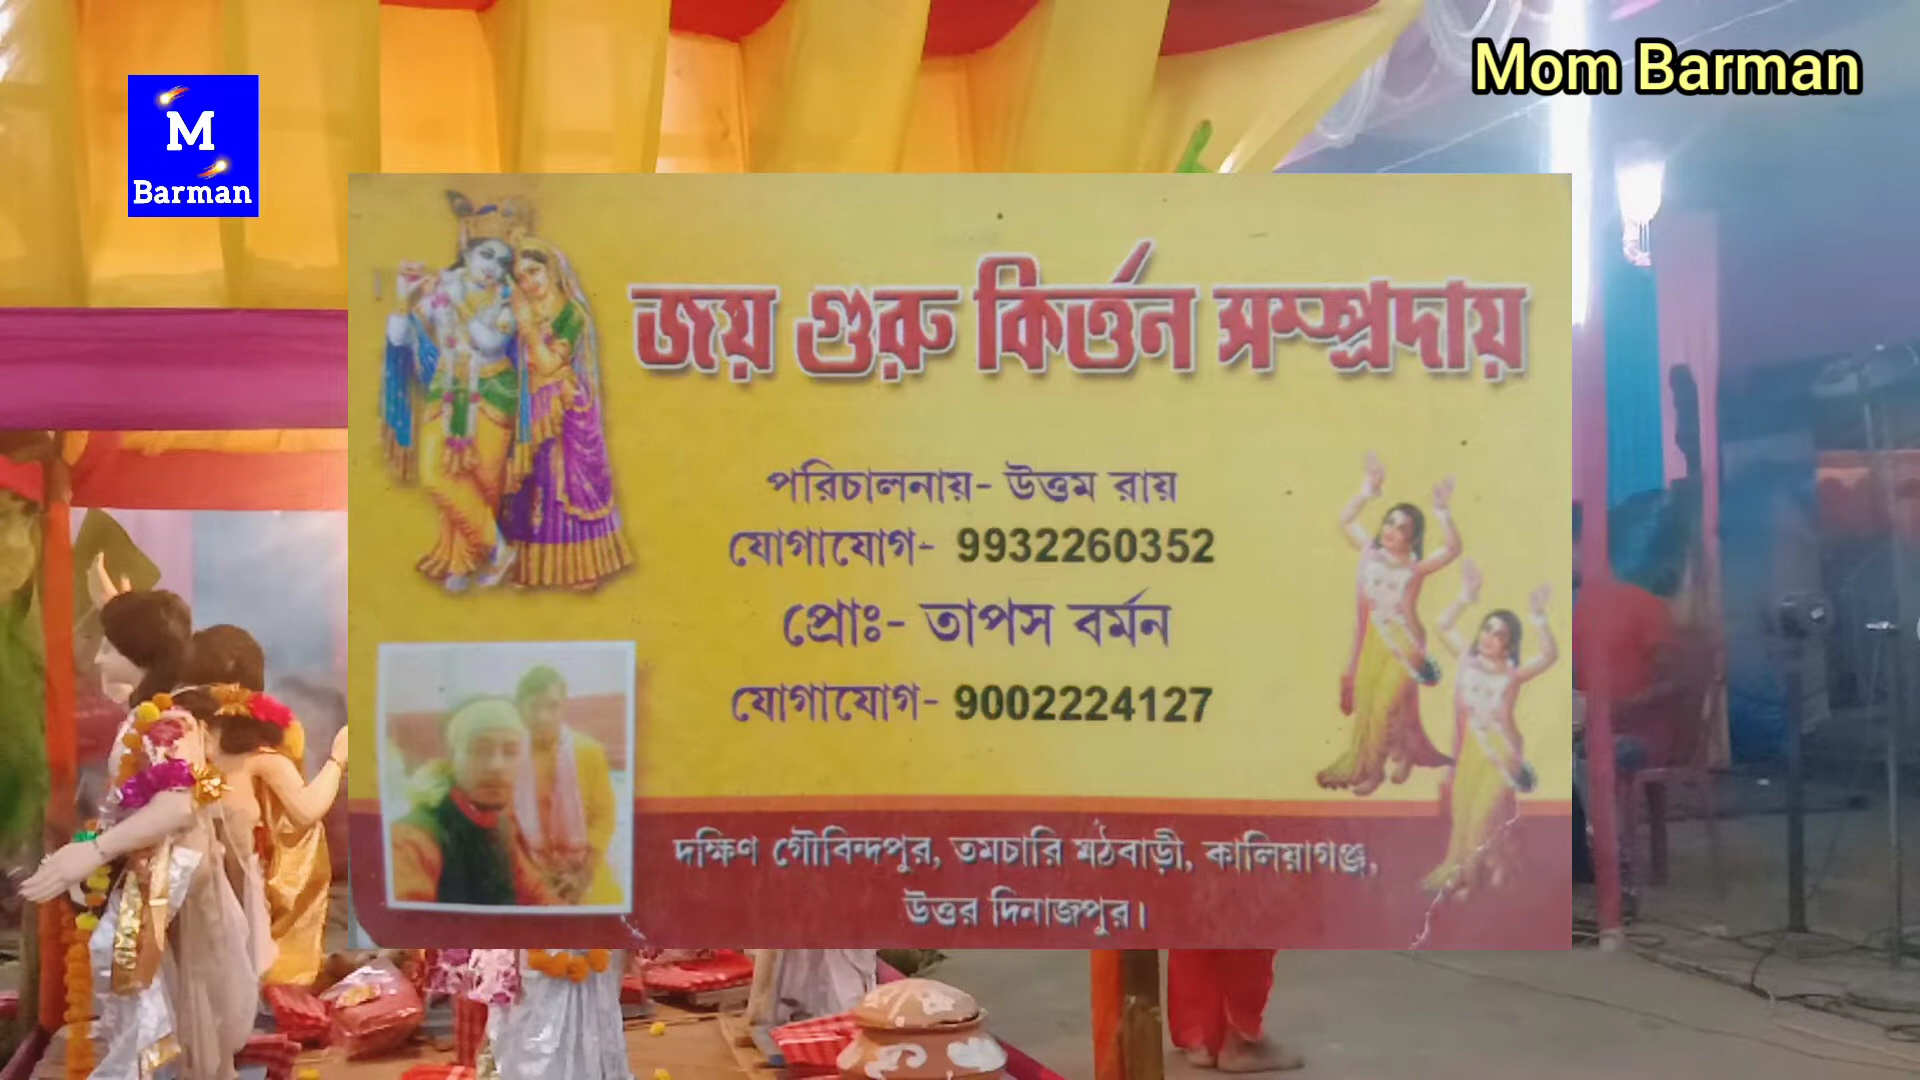 Mom Barman
M
Barman
জয় গুরু কির্ত্তন সম্প্রদায়
পরিচালনায়- উত্তম রায়
যোগাযোগ- 9932260352
প্রোঃ- তাপস বর্মন
যোগাযোগ- 9002224127
দক্ষিণ গৌবিন্দপুর, তমচারি মঠবাড়ী, কালিয়াগঞ্জ,
উত্তর দিনাজপুর।